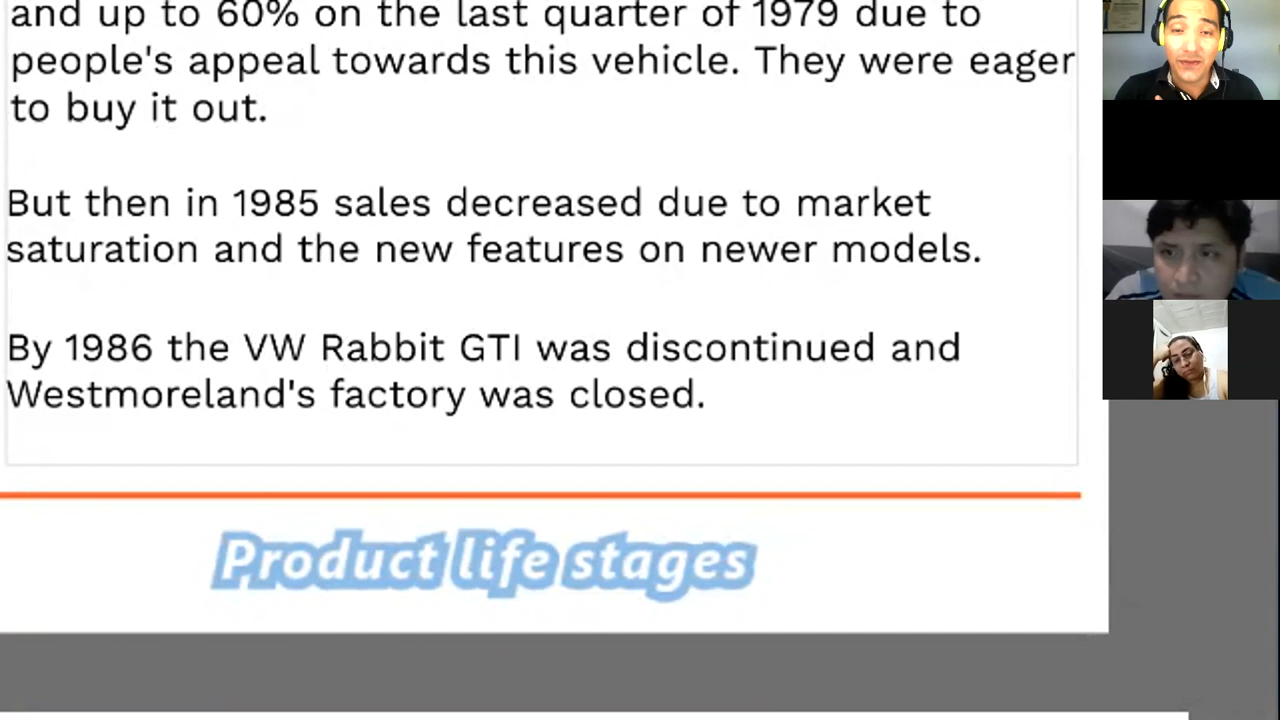 and up to 60% on the last quarter of 1979 due to
people's appeal towards this vehicle. They were eager
to buy it out.
But then in 1985 sales decreased due to market
saturation and the new features on newer models.
By 1986 the VW Rabbit GTI was discontinued and
Westmoreland's factory was closed.
Product life stages